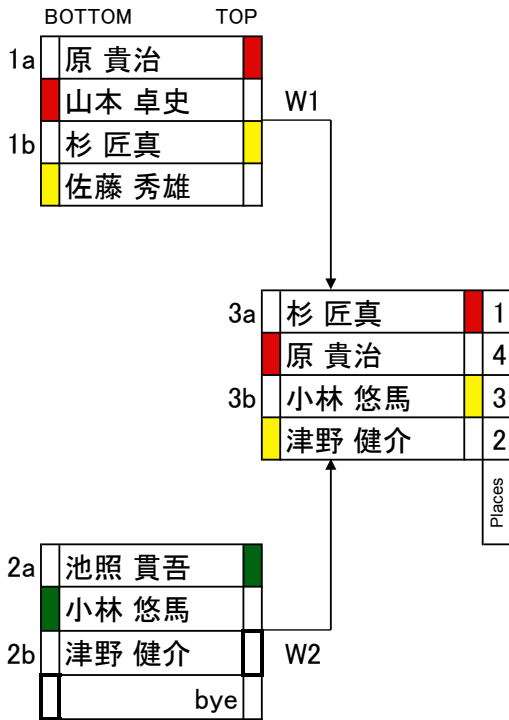 BOTTOM TOP
1a 原 貴治
山本 卓史 W1
1b 杉 匠真
佐藤 秀雄
3a 杉 匠真 1
原 貴治 4
3b 小林 悠馬 3
津野 健介 2
Places
2a 池照 貫吾
小林 悠馬
2b 津野 健介 W2
bye